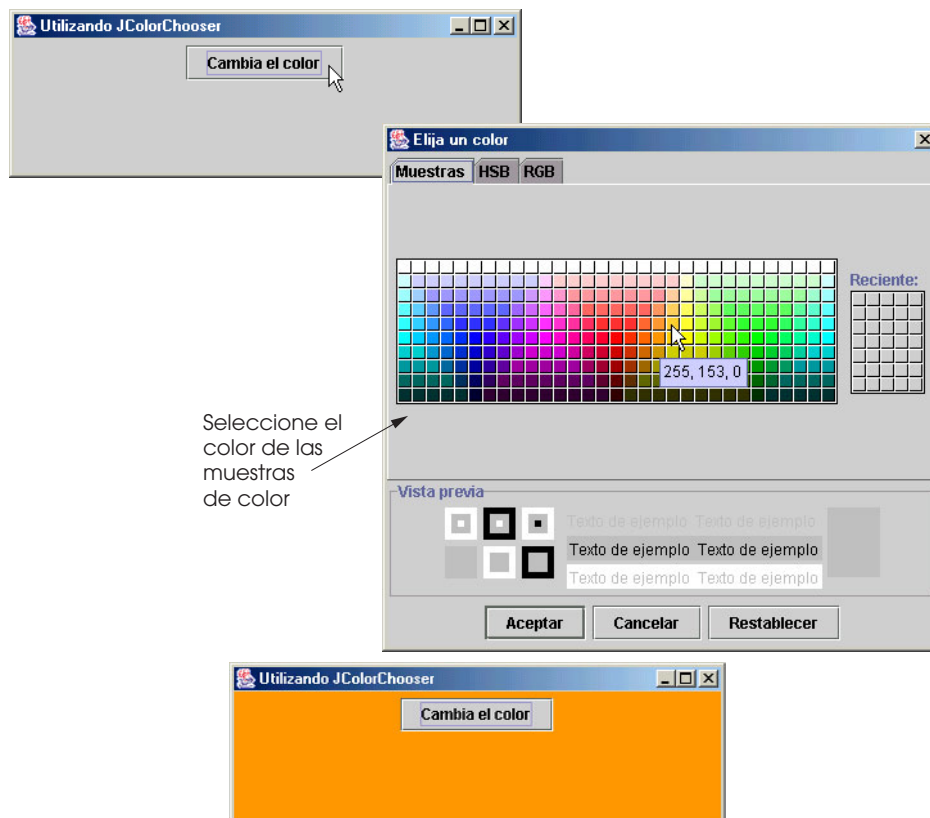 Utilizando JColorChooser
Cambia el color
Elija un color
Muestras HSB RGB
Reciente:
255, 153, 0
Seleccione el
color de las
muestras
de color
Vista previa
Texto de ejemplo Texto de ejemplo
Texto de ejemplo Texto de ejemplo
Texto de ejemplo Texto de ejemplo
Aceptar Cancelar Restablecer
Utilizando JColorChooser
Cambia el color